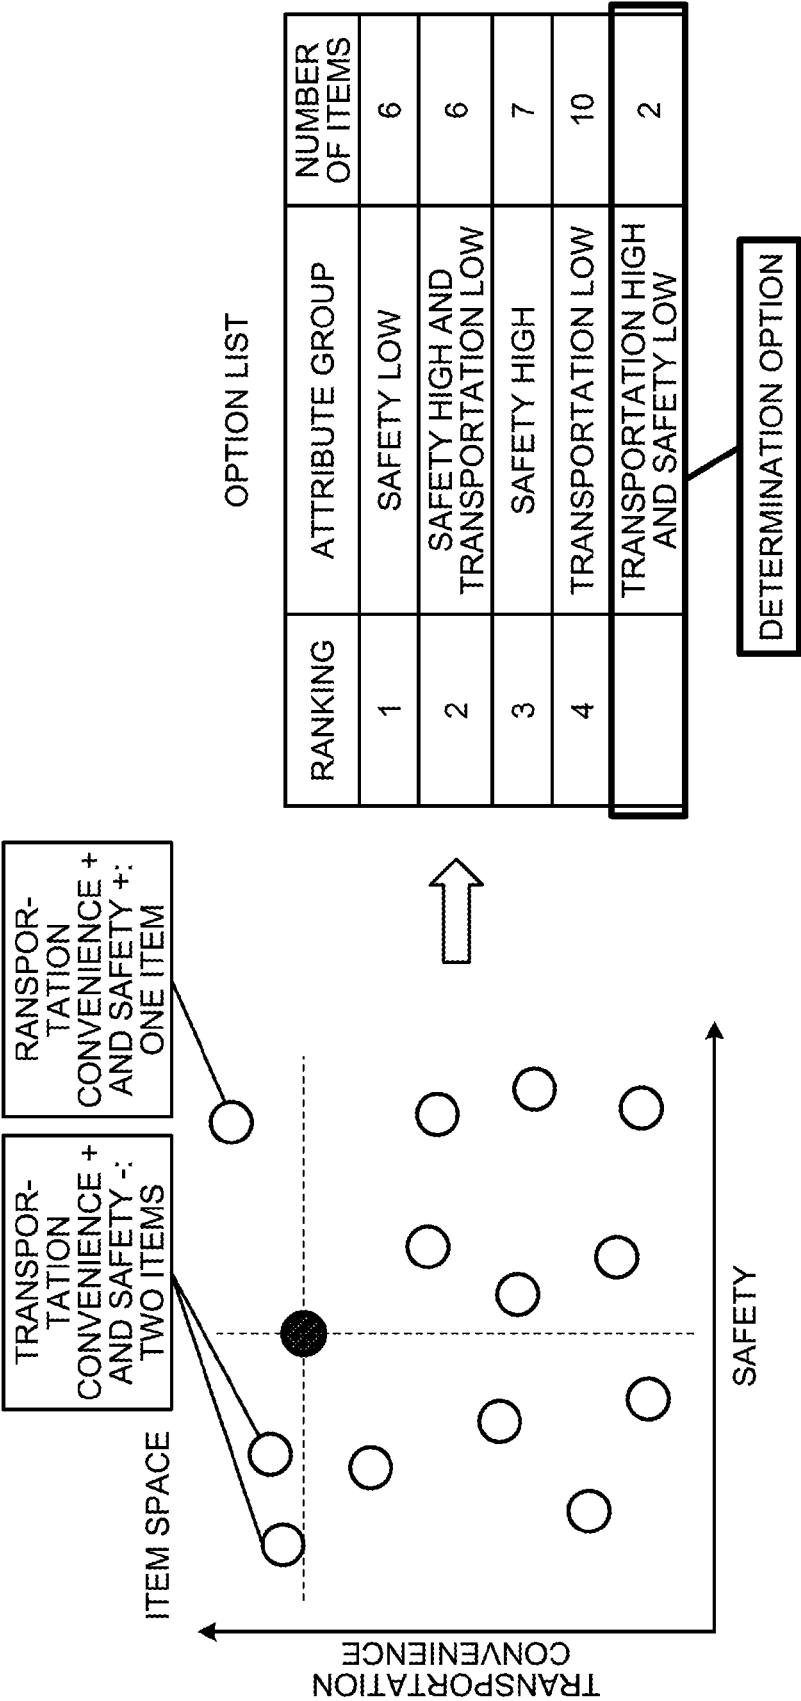 ITEM SPACE
TRANSPOR-
TATION
CONVENIENCE +
AND SAFETY -:
TWO ITEMS
RANSPOR-
TATION
CONVENIENCE +
AND SAFETY +:
ONE ITEM
TRANSPORTATION
CONVENIENCE
SAFETY
OPTION LIST
RANKING
ATTRIBUTE GROUP
NUMBER
OF ITEMS
1
SAFETY LOW
6
2
SAFETY HIGH AND
TRANSPORTATION LOW
6
3
SAFETY HIGH
7
4
TRANSPORTATION LOW
10
TRANSPORTATION HIGH
AND SAFETY LOW
2
DETERMINATION OPTION